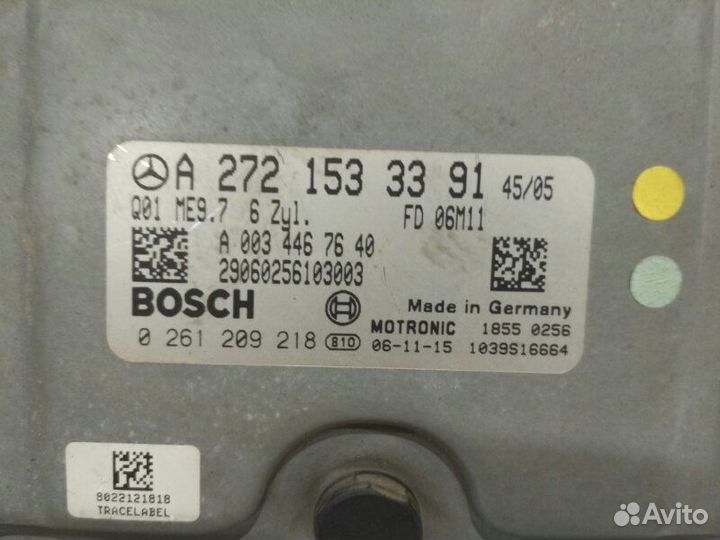 A 272 153 33 91 45/05
Q01 ME9.7 6 Zyl. FD 06M11
A 003 446 76 40
29060256103003
BOSCH Made in Germany
MOTRONIC 1855 0256
0 261 209 218 810 06-11-15 1039S16664
8022121818
TRACELABEL
Avito